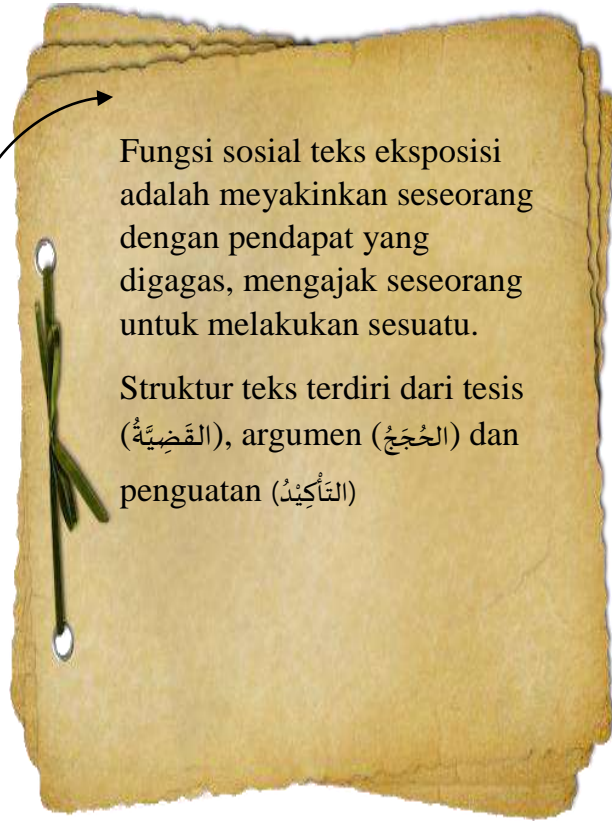 Fungsi sosial teks eksposisi
adalah meyakinkan seseorang
dengan pendapat yang
digagas, mengajak seseorang
untuk melakukan sesuatu.
Struktur teks terdiri dari tesis
(القَضِيَّةُ), argumen (الحُجَجُ) dan
penguatan (التَأْكِيْدُ)